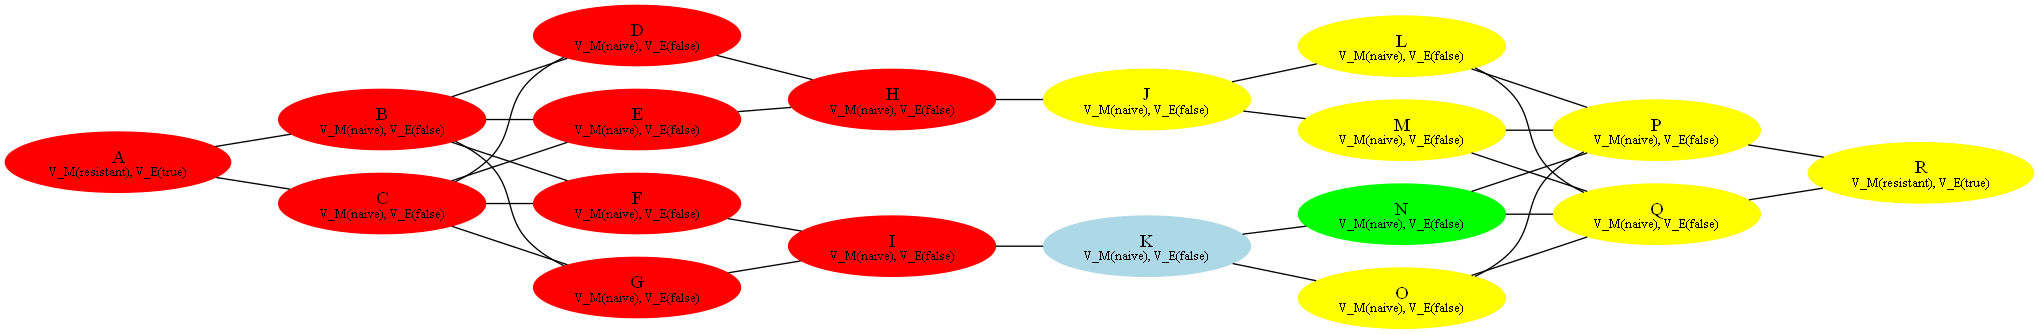 A
V_M(resistant), V_E(true)
B
V_M(naive), V_E(false)
C
V_M(naive), V_E(false)
D
V_M(naive), V_E(false)
E
V_M(naive), V_E(false)
F
V_M(naive), V_E(false)
G
V_M(naive), V_E(false)
H
V_M(naive), V_E(false)
I
V_M(naive), V_E(false)
J
V_M(naive), V_E(false)
K
V_M(naive), V_E(false)
L
V_M(naive), V_E(false)
M
V_M(naive), V_E(false)
N
V_M(naive), V_E(false)
O
V_M(naive), V_E(false)
P
V_M(naive), V_E(false)
Q
V_M(naive), V_E(false)
R
V_M(resistant), V_E(true)